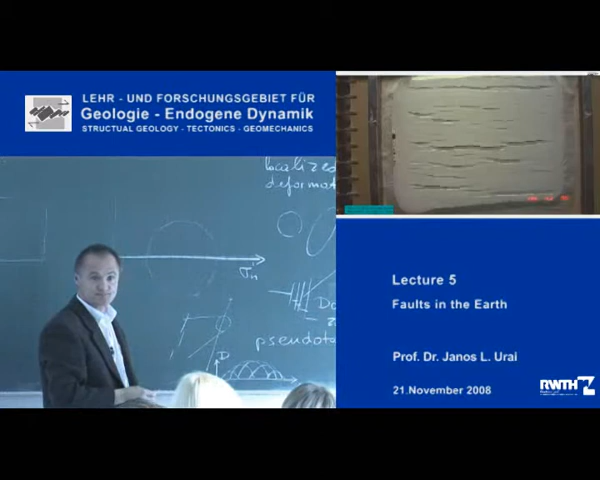 LEHR - UND FORSCHUNGSGEBIET FÜR
Geologie - Endogene Dynamik
STRUCTUAL GEOLOGY - TECTONICS - GEOMECHANICS
localized
deformat
σn
D
pseudota
Lecture 5
Faults in the Earth
Prof. Dr. Janos L. Urai
21.November 2008
RWTH